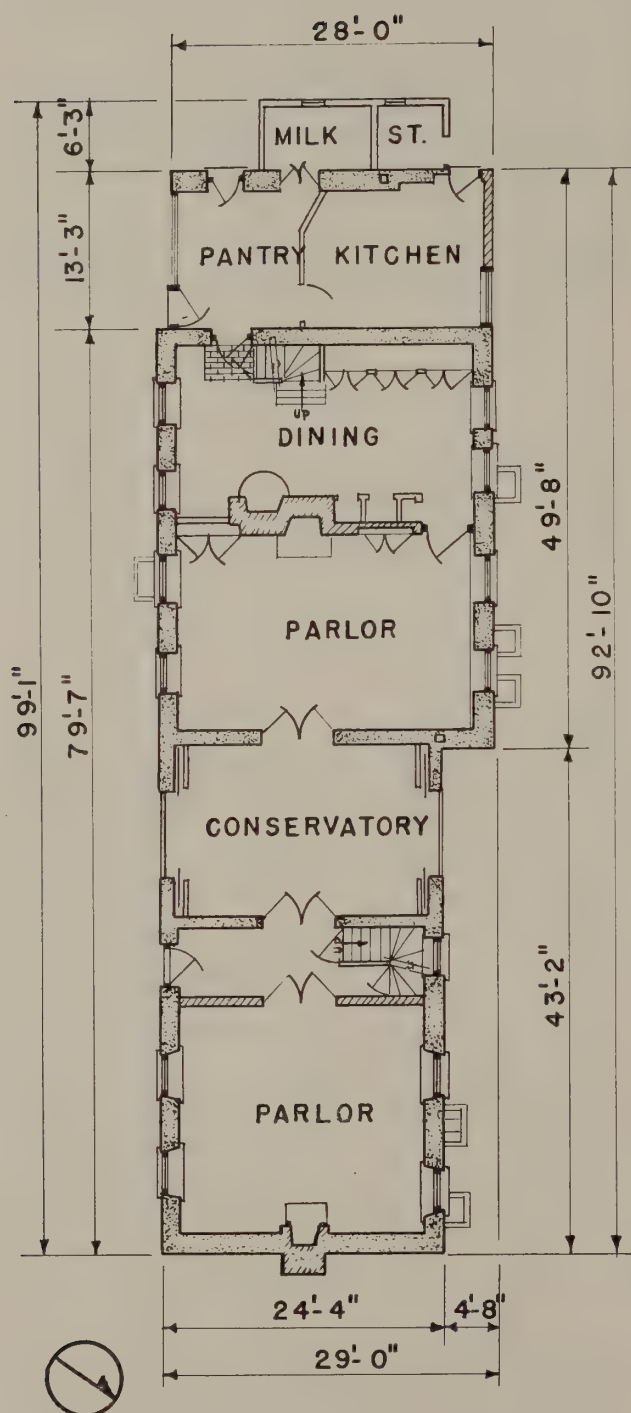 28'-0"
6'-3"
MILK
ST.
13'-3"
PANTRY
KITCHEN
UP
DINING
49'-8"
92'-10"
99'-1"
79'-7"
PARLOR
CONSERVATORY
UP
43'-2"
PARLOR
24'-4"
4'-8"
29'-0"